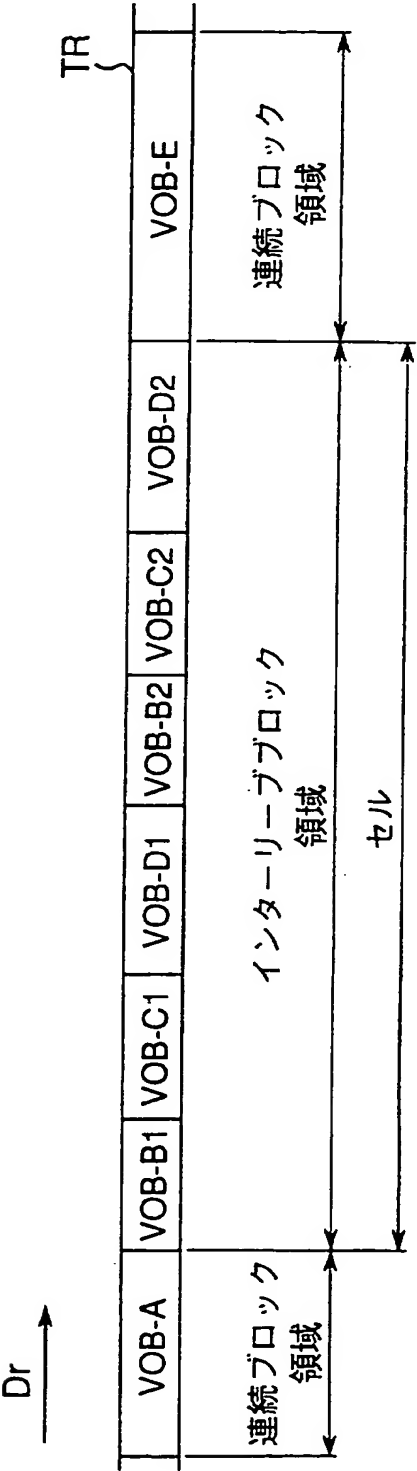 Dr
TR
VOB-A
VOB-B1
VOB-C1
VOB-D1
VOB-B2
VOB-C2
VOB-D2
VOB-E
連続ブロック
領域
インターリーブブロック
領域
連続ブロック
領域
セル